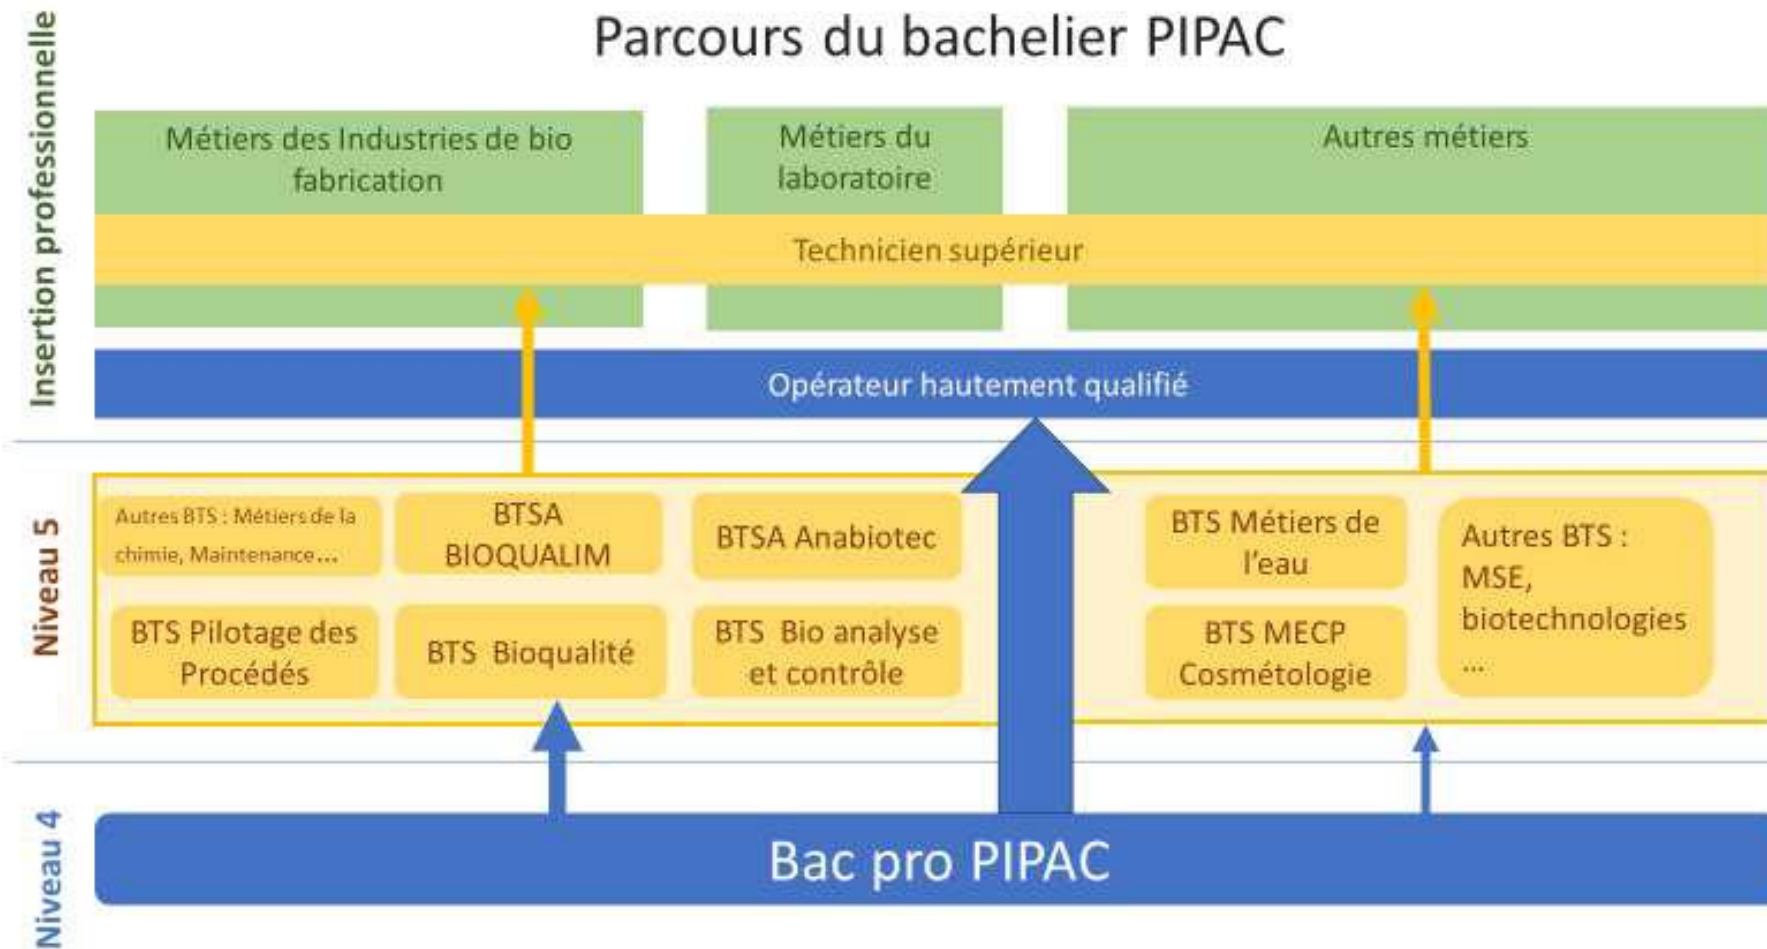 Parcours du bachelier PIPAC
Insertion professionnelle
Métiers des Industries de bio
fabrication
Métiers du
laboratoire
Autres métiers
Technicien supérieur
Opérateur hautement qualifié
Niveau 5
Autres BTS : Métiers de la
chimie, Maintenance...
BTSA
BIOQUALIM
BTSA Anabiotec
BTS Métiers de
l'eau
Autres BTS :
MSE,
biotechnologies
...
BTS Pilotage des
Procédés
BTS Bioqualité
BTS Bio analyse
et contrôle
BTS MECP
Cosmétologie
Niveau 4
Bac pro PIPAC